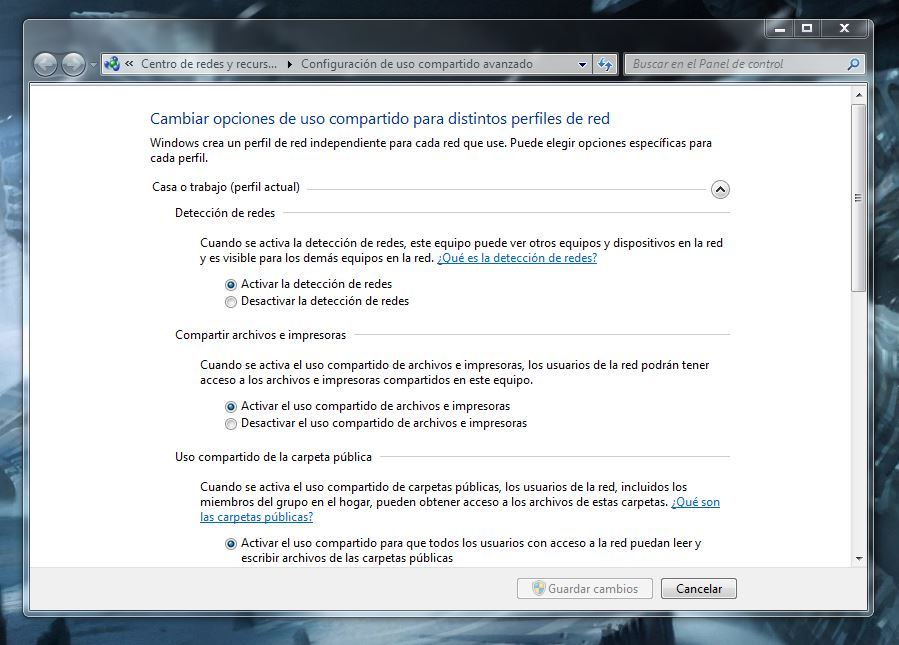 « Centro de redes y recurs... Configuración de uso compartido avanzado
Buscar en el Panel de control
Cambiar opciones de uso compartido para distintos perfiles de red
Windows crea un perfil de red independiente para cada red que use. Puede elegir opciones específicas para
cada perfil.
Casa o trabajo (perfil actual)
Detección de redes
Cuando se activa la detección de redes, este equipo puede ver otros equipos y dispositivos en la red
y es visible para los demás equipos en la red. ¿Qué es la detección de redes?
Activar la detección de redes
Desactivar la detección de redes
Compartir archivos e impresoras
Cuando se activa el uso compartido de archivos e impresoras, los usuarios de la red podrán tener
acceso a los archivos e impresoras compartidos en este equipo.
Activar el uso compartido de archivos e impresoras
Desactivar el uso compartido de archivos e impresoras
Uso compartido de la carpeta pública
Cuando se activa el uso compartido de carpetas públicas, los usuarios de la red, incluidos los
miembros del grupo en el hogar, pueden obtener acceso a los archivos de estas carpetas. ¿Qué son
las carpetas públicas?
Activar el uso compartido para que todos los usuarios con acceso a la red puedan leer y
escribir archivos de las carpetas públicas
Guardar cambios
Cancelar